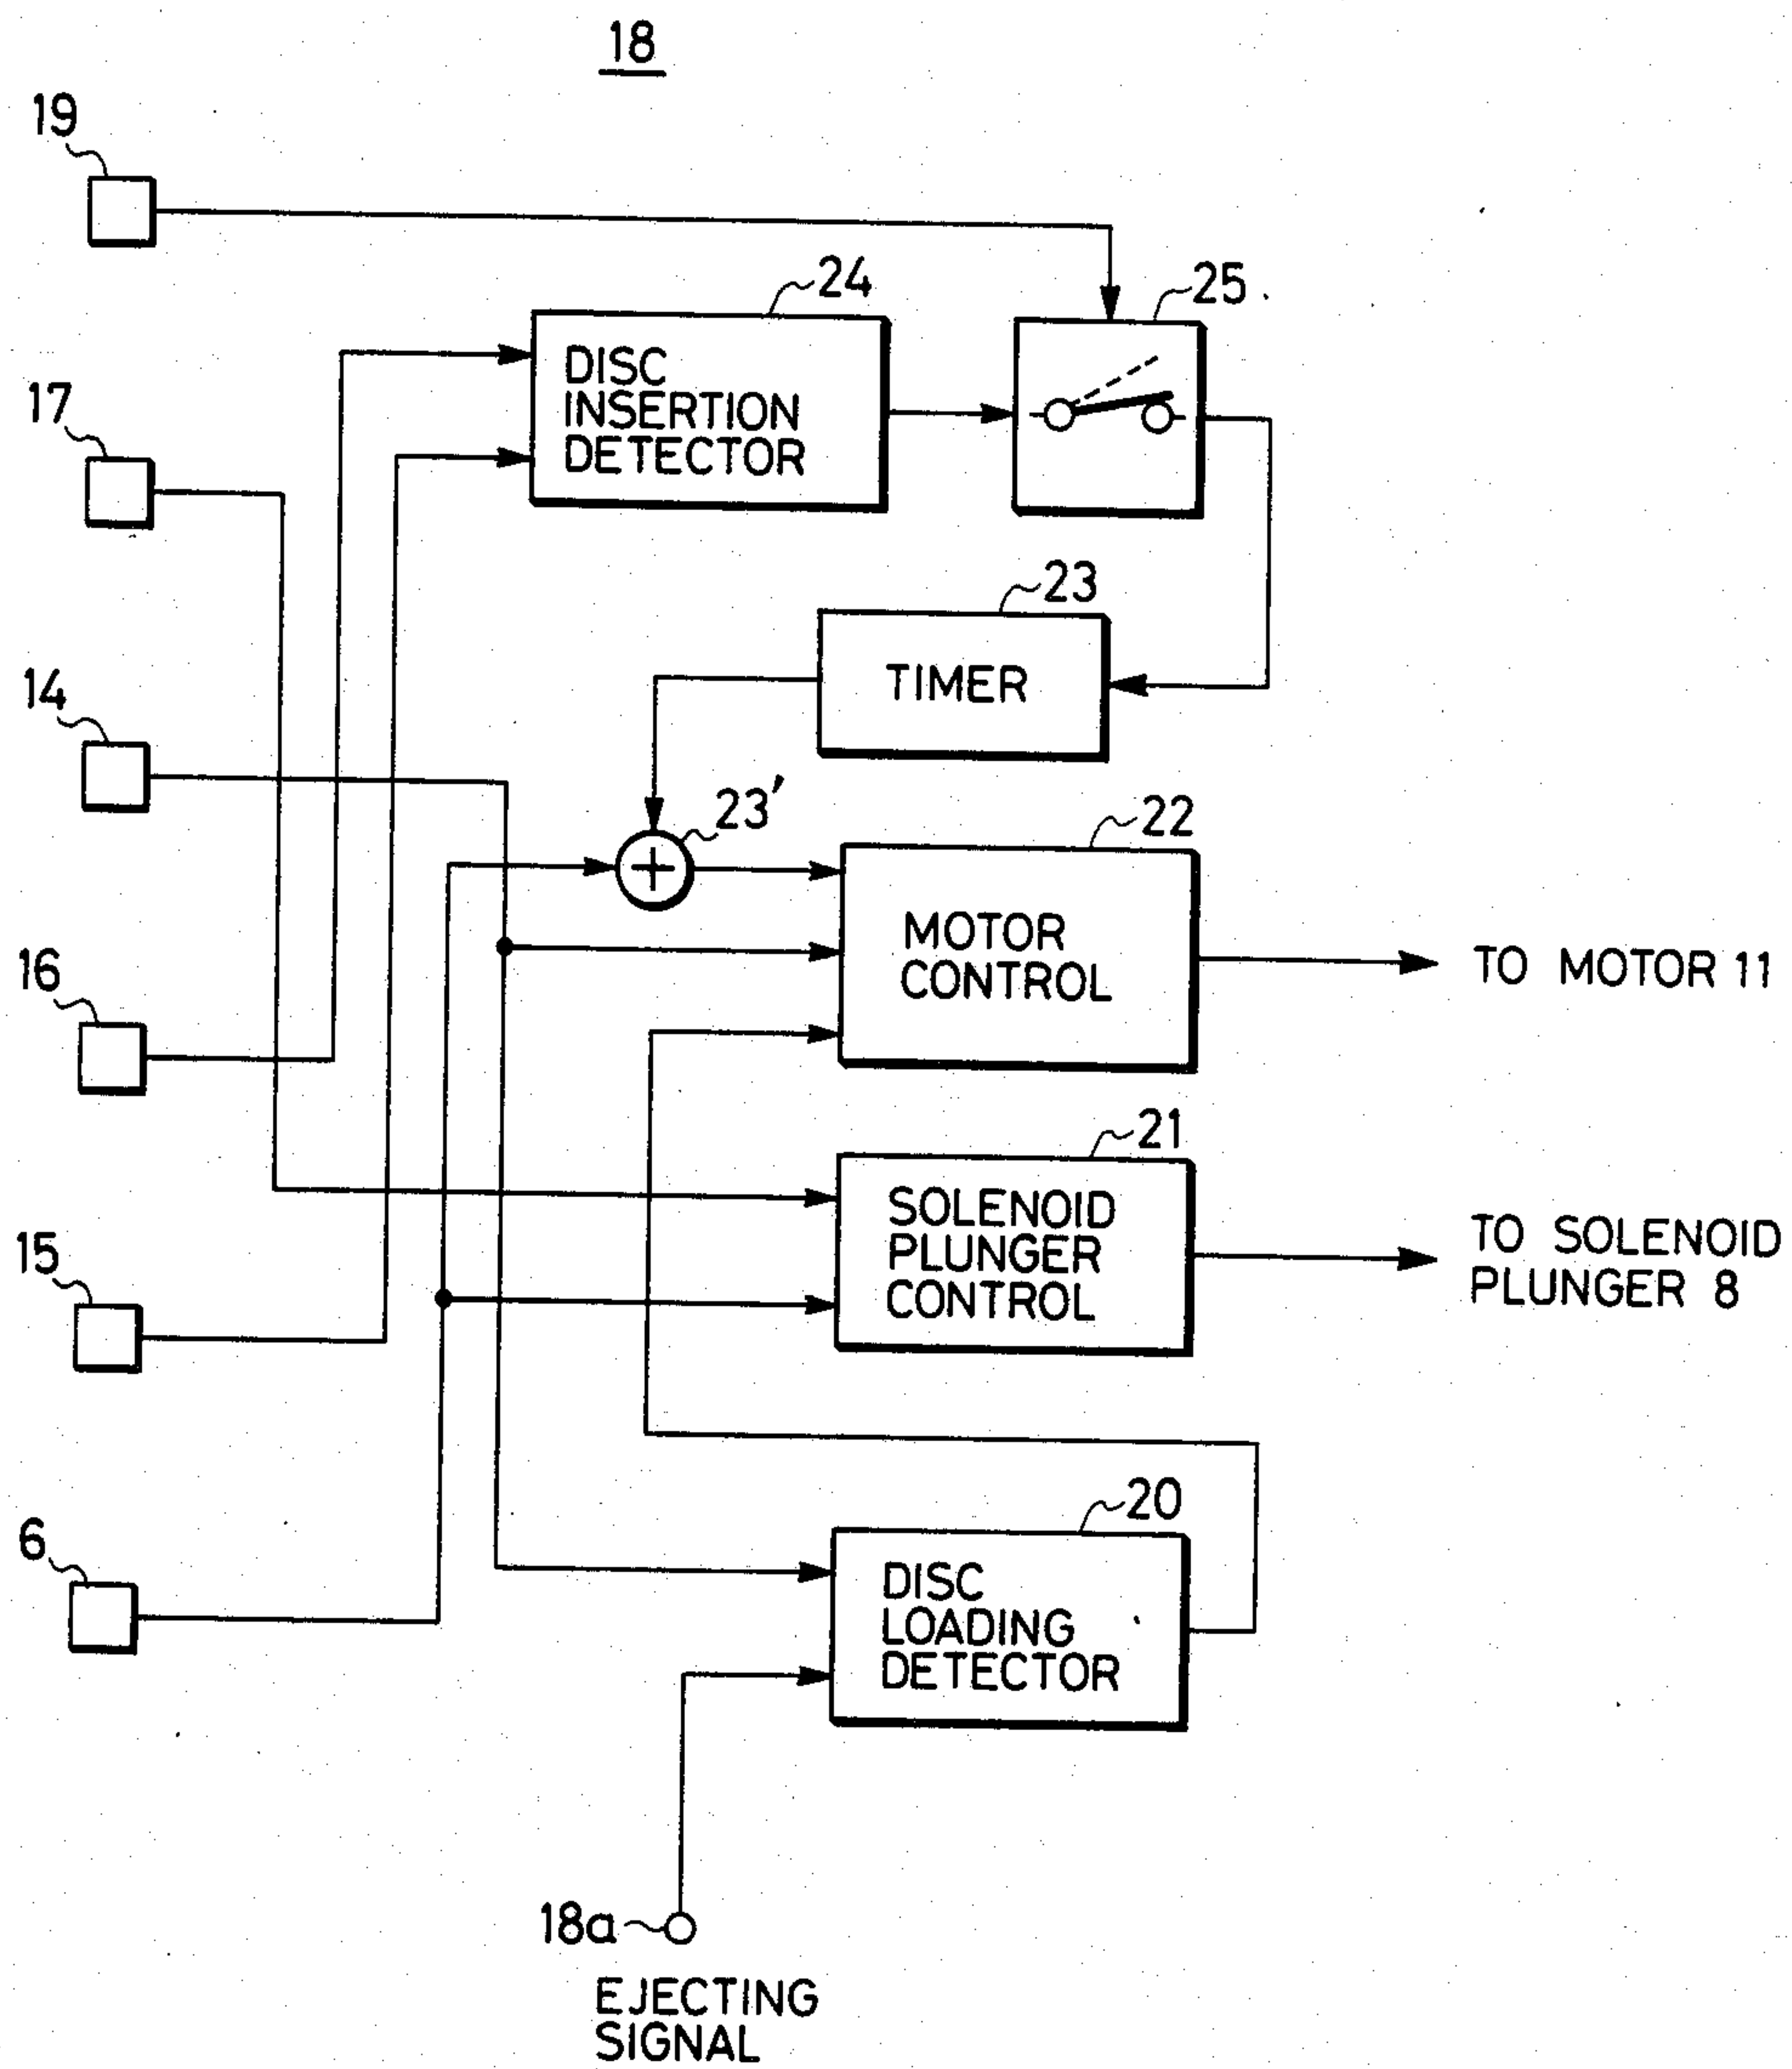 18
19
24
25
DISC
INSERTION
DETECTOR
17
23
TIMER
14
23'
22
MOTOR
CONTROL
TO MOTOR 11
16
21
SOLENOID
PLUNGER
CONTROL
TO SOLENOID
PLUNGER 8
15
20
DISC
LOADING
DETECTOR
6
18a
EJECTING
SIGNAL